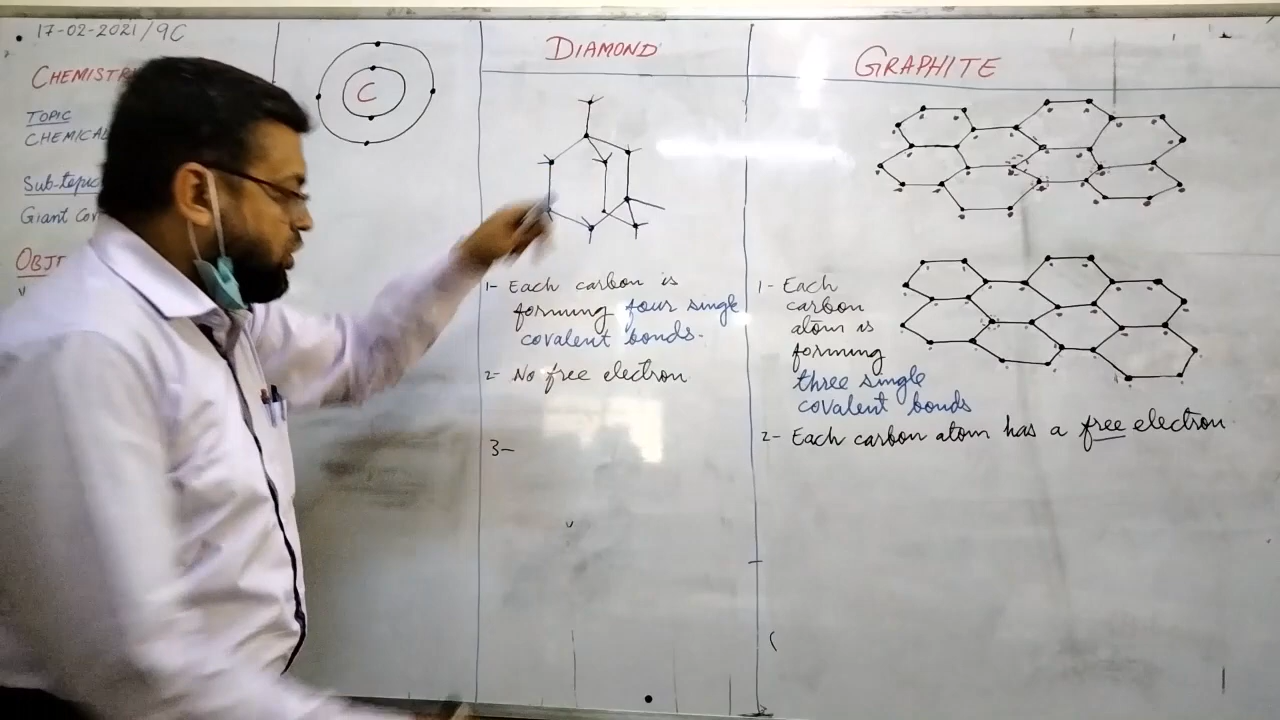 17-02-2021/9C
CHEMISTR
TOPIC
CHEMICAL
Sub-topic
Giant Cov
OBJ
C
DIAMOND
1- Each carbon is
forming four single
covalent bonds.
2- No free electron
3-
GRAPHITE
1- Each
carbon
atom is
forming
three single
covalent bonds
2- Each carbon atom has a free electron